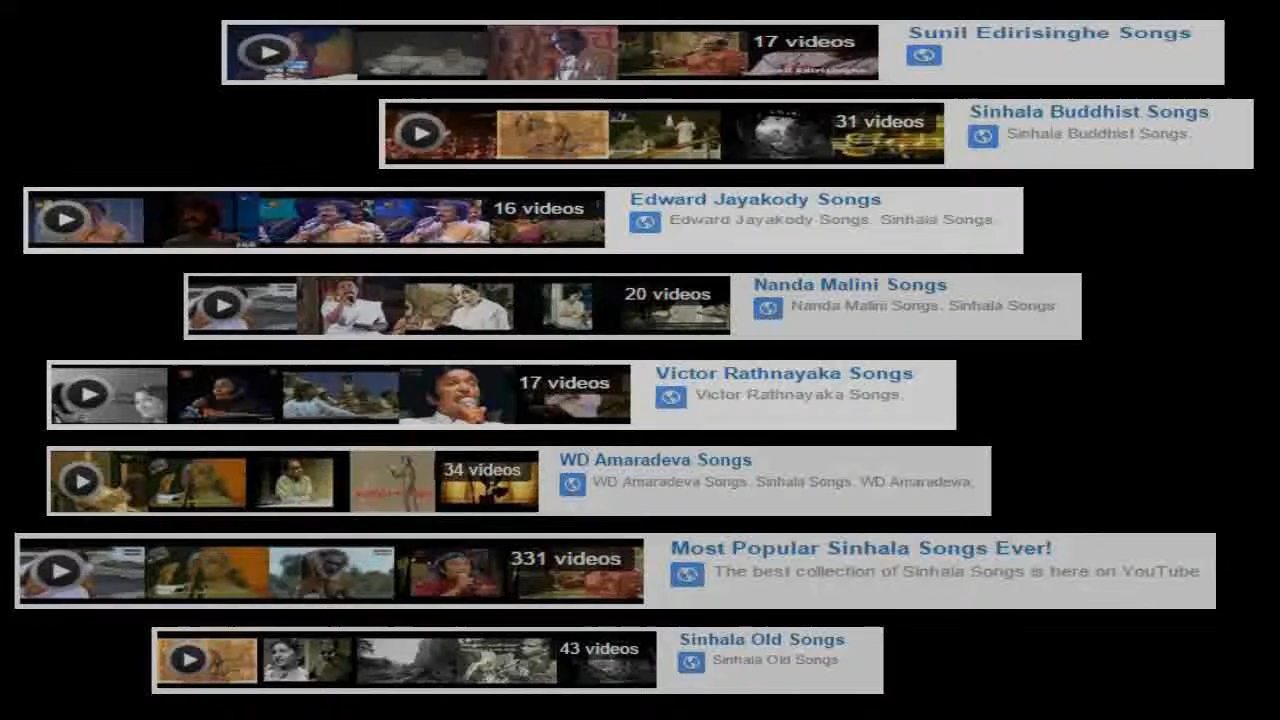 17 videos
Sunil Edirisinghe Songs
31 videos
Sinhala Buddhist Songs
Sinhala Buddhist Songs.
16 videos
Edward Jayakody Songs
Edward Jayakody Songs. Sinhala Songs.
20 videos
Nanda Malini Songs
Nanda Malini Songs. Sinhala Songs
17 videos
Victor Rathnayaka Songs
Victor Rathnayaka Songs.
34 videos
WD Amaradeva Songs
WD Amaradeva Songs. Sinhala Songs. WD Amaradewa.
331 videos
Most Popular Sinhala Songs Ever!
The best collection of Sinhala Songs is here on YouTube
43 videos
Sinhala Old Songs
Sinhala Old Songs